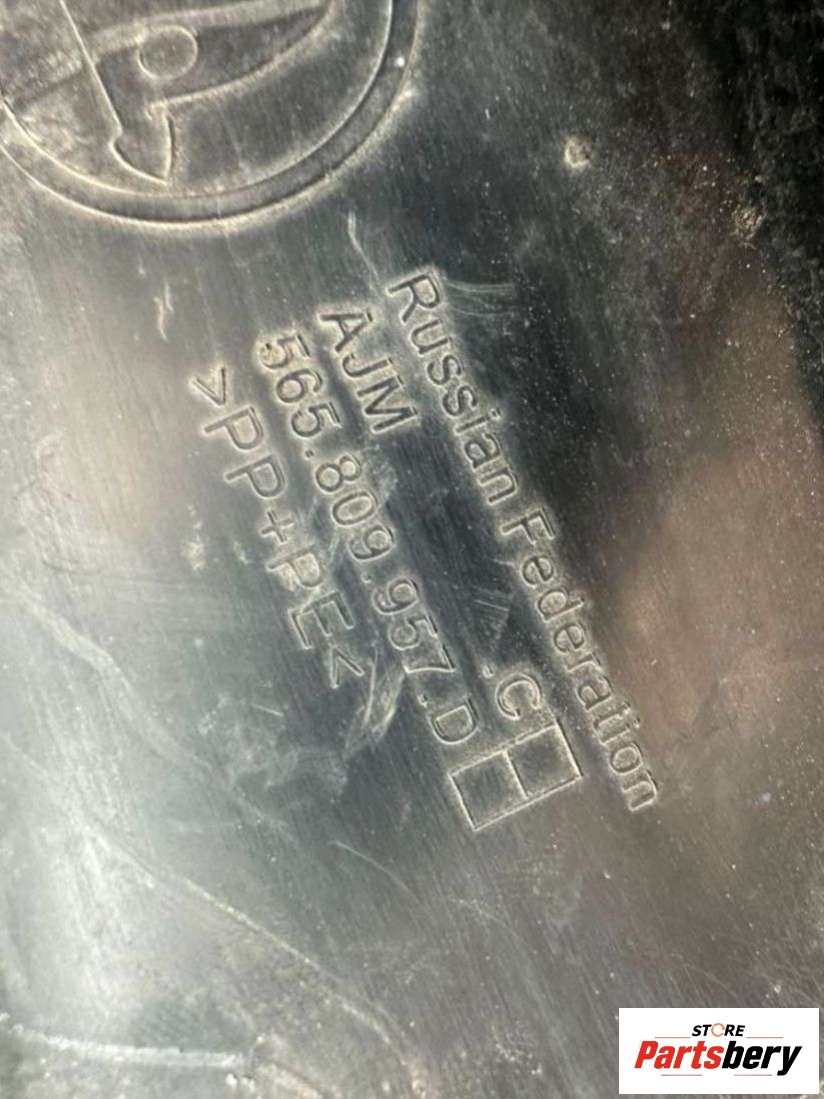 Russian Federation
AJM .C
565.809.957.D
>PP+PE<
STORE
Partsbery